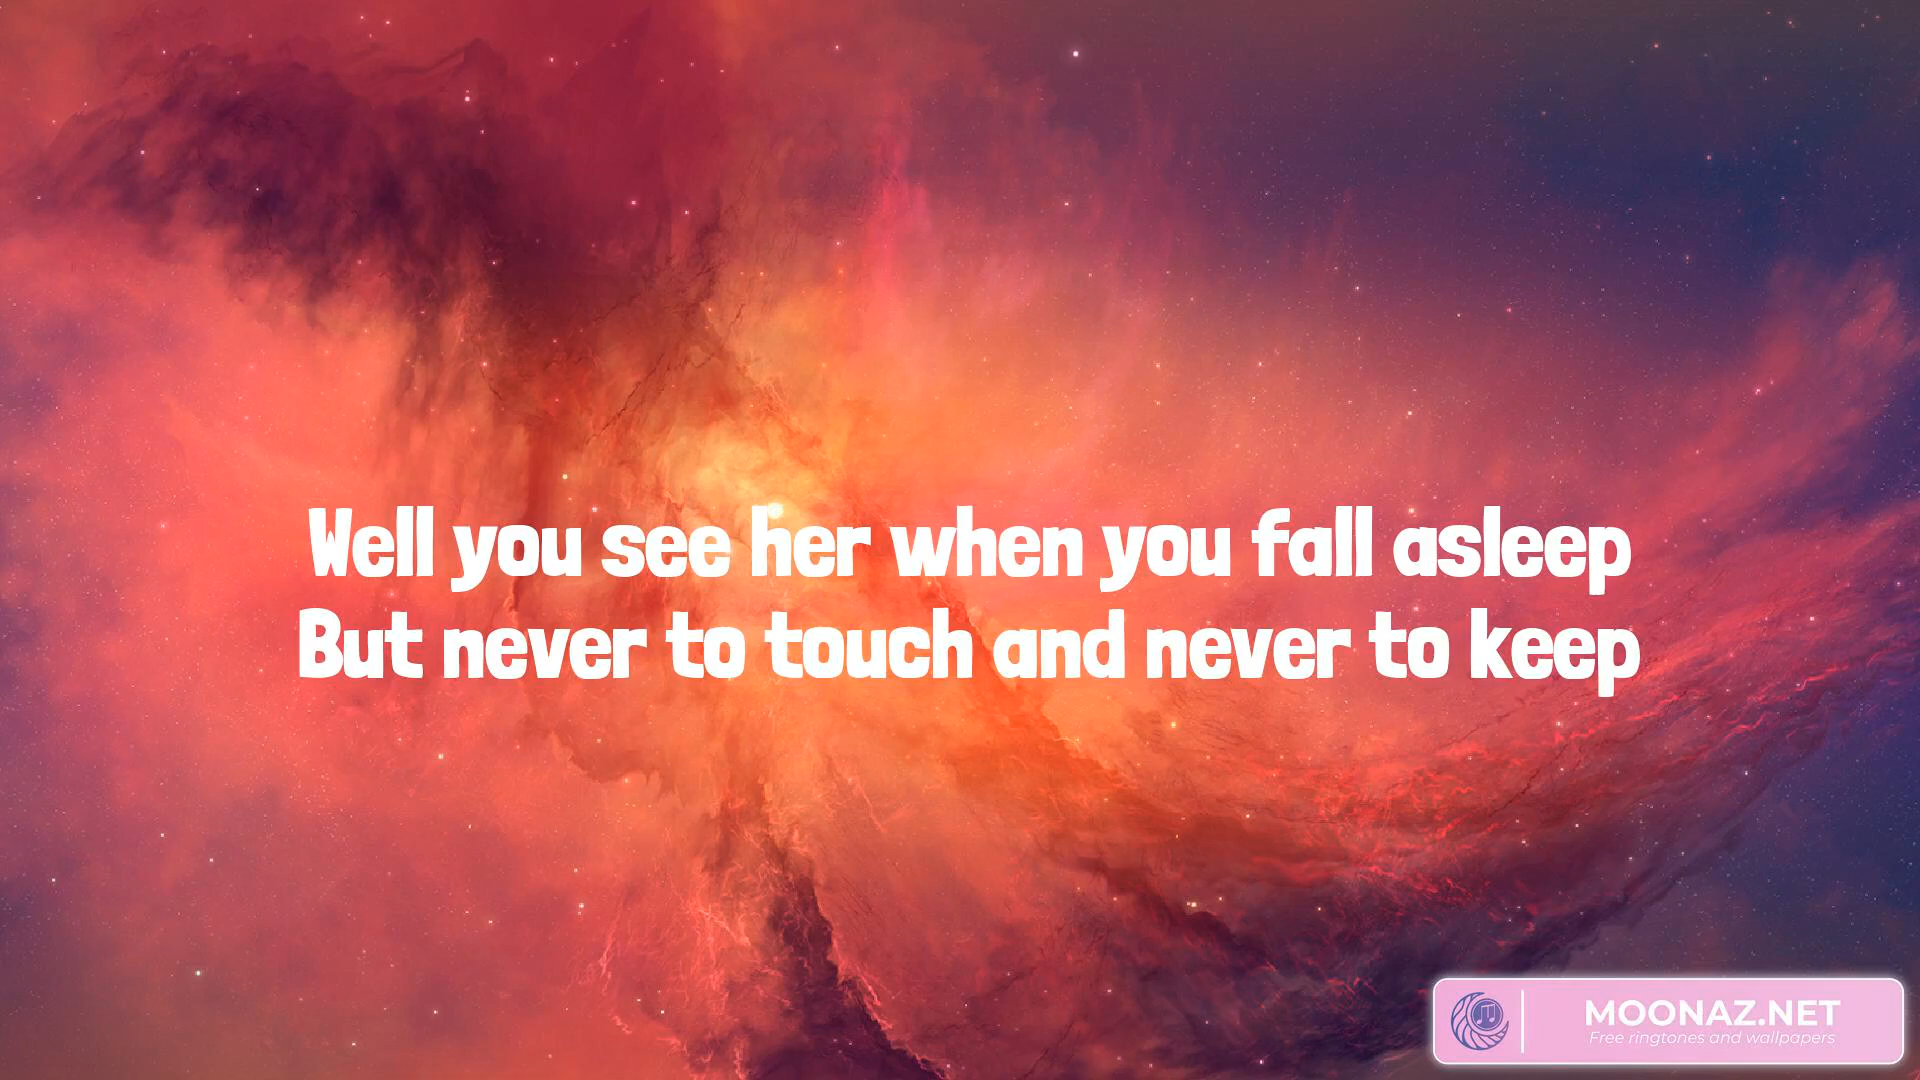 Well you see her when you fall asleep
But never to touch and never to keep
MOONAZ.NET
Free ringtones and wallpapers